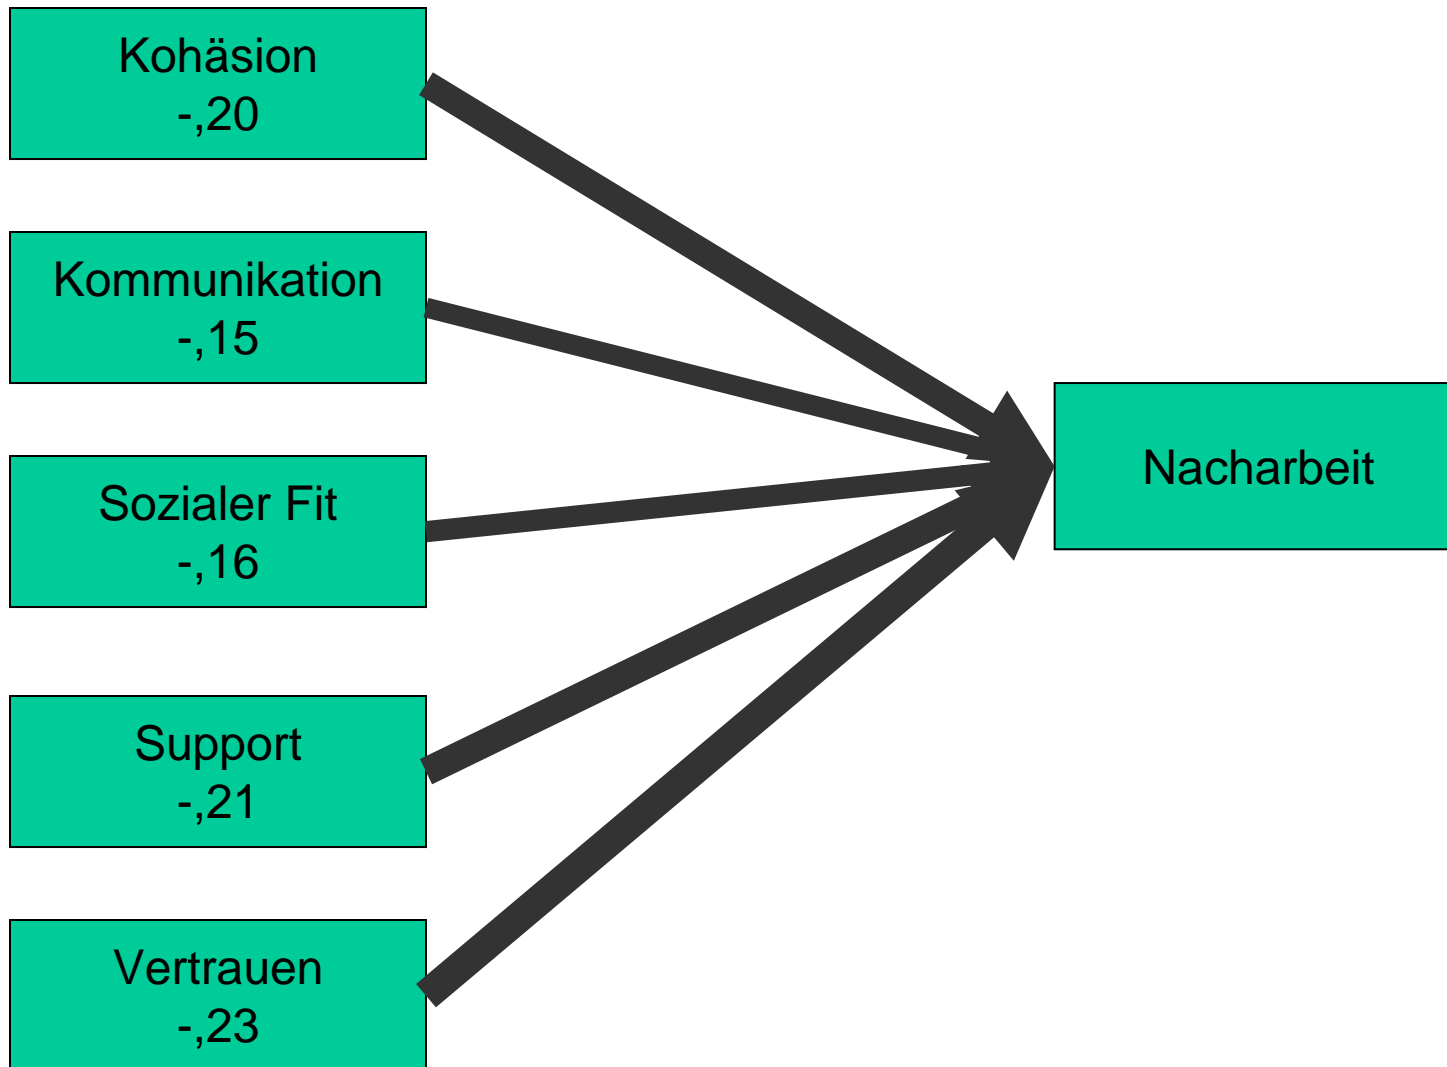 Kohäsion
-,20
Kommunikation
-,15
Sozialer Fit
-,16
Support
-,21
Vertrauen
-,23
Nacharbeit